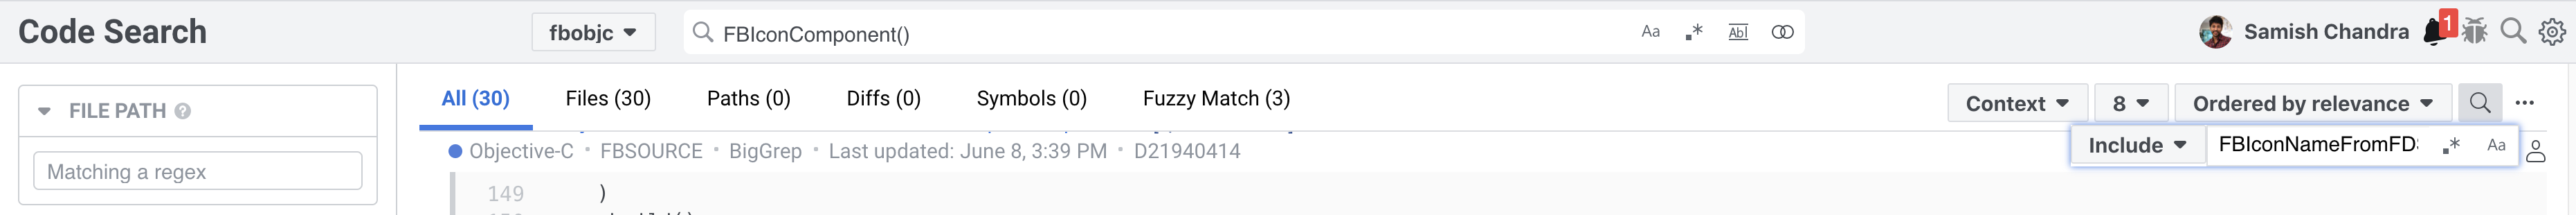 Code Search
fbobjc
FBIconComponent()
Aa .* Abl
Samish Chandra
1
FILE PATH ?
Matching a regex
All (30) Files (30) Paths (0) Diffs (0) Symbols (0) Fuzzy Match (3)
Context 8 Ordered by relevance ...
Include FBIconNameFromFD .* Aa
Objective-C · FBSOURCE · BigGrep · Last updated: June 8, 3:39 PM · D21940414
149 )